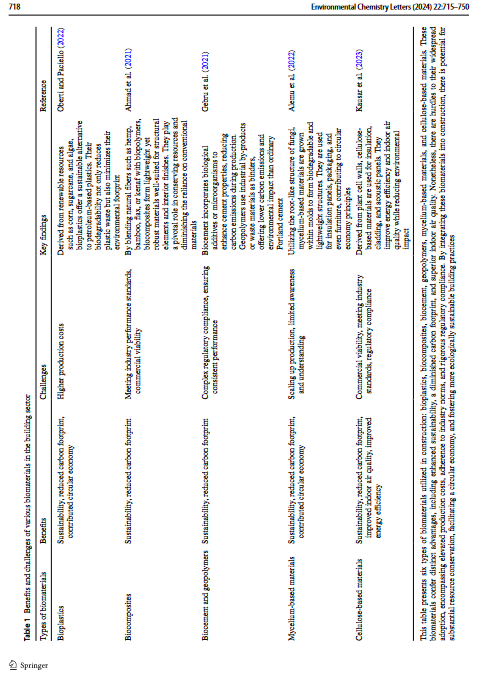 718
Environmental Chemistry Letters (2024) 22:715–750
Table 1 Benefits and challenges of various biomaterials in the building sector
Types of biomaterials
Benefits
Challenges
Key findings
Reference
Bioplastics
Sustainability, reduced carbon footprint,
contributed circular economy
Higher production costs
Derived from renewable resources
such as corn, sugarcane, and algae,
bioplastics offer a sustainable alternative
to petroleum-based plastics. Their
biodegradability not only reduces
plastic waste but also minimizes their
environmental footprint
Oberti and Paciello (2022)
Biocomposites
Sustainability, reduced carbon footprint
Meeting industry performance standards,
commercial viability
By blending natural fibers such as hemp,
bamboo, flax, or blend with biopolymers,
biocomposites form lightweight yet
robust materials well-suited for structural
elements and interior finishes. They play
a pivotal role in conserving resources and
diminishing the reliance on conventional
materials
Ahmad et al. (2021)
Biocement and geopolymers
Sustainability, reduced carbon footprint
Complex regulatory compliance, ensuring
consistent performance
Biocement incorporates biological
additives or microorganisms to
enhance cement properties, reducing
carbon emissions during production.
Geopolymers use industrial by-products
or waste materials as binders,
offering lower carbon emissions and
environmental impact than ordinary
Portland cement
Gebru et al. (2021)
Mycelium-based materials
Sustainability, reduced carbon footprint
contributed circular economy
Scaling up production, limited awareness
and understanding
Utilizing the root-like structure of fungi,
mycelium-based materials are grown
within molds to form biodegradable and
lightweight structures. They are used
for insulation panels, packaging, and
even furniture, contributing to circular
economy principles
Alemu et al. (2022)
Cellulose-based materials
Sustainability, reduced carbon footprint
improved indoor air quality, improved
energy efficiency
Commercial viability, meeting industry
standards, regulatory compliance
Derived from plant cell walls, cellulose-
based materials are used for insulation,
cladding, and acoustic panels. They
improve energy efficiency and indoor air
quality while reducing environmental
impact
Kausar et al. (2023)
This table presents six types of biomaterials utilized in construction: bioplastics, biocomposites, biocement, geopolymers, mycelium-based materials, and cellulose-based materials. These
biomaterials confer distinct advantages, including enhanced sustainability, a diminished carbon footprint, and superior indoor air quality. Nonetheless, there are hurdles to their widespread
adoption, encompassing elevated production costs, adherence to industry norms, and rigorous regulatory compliance. By integrating these biomaterials into construction, there is potential for
substantial resource conservation, facilitating a circular economy, and fostering more ecologically sustainable building practices
Springer